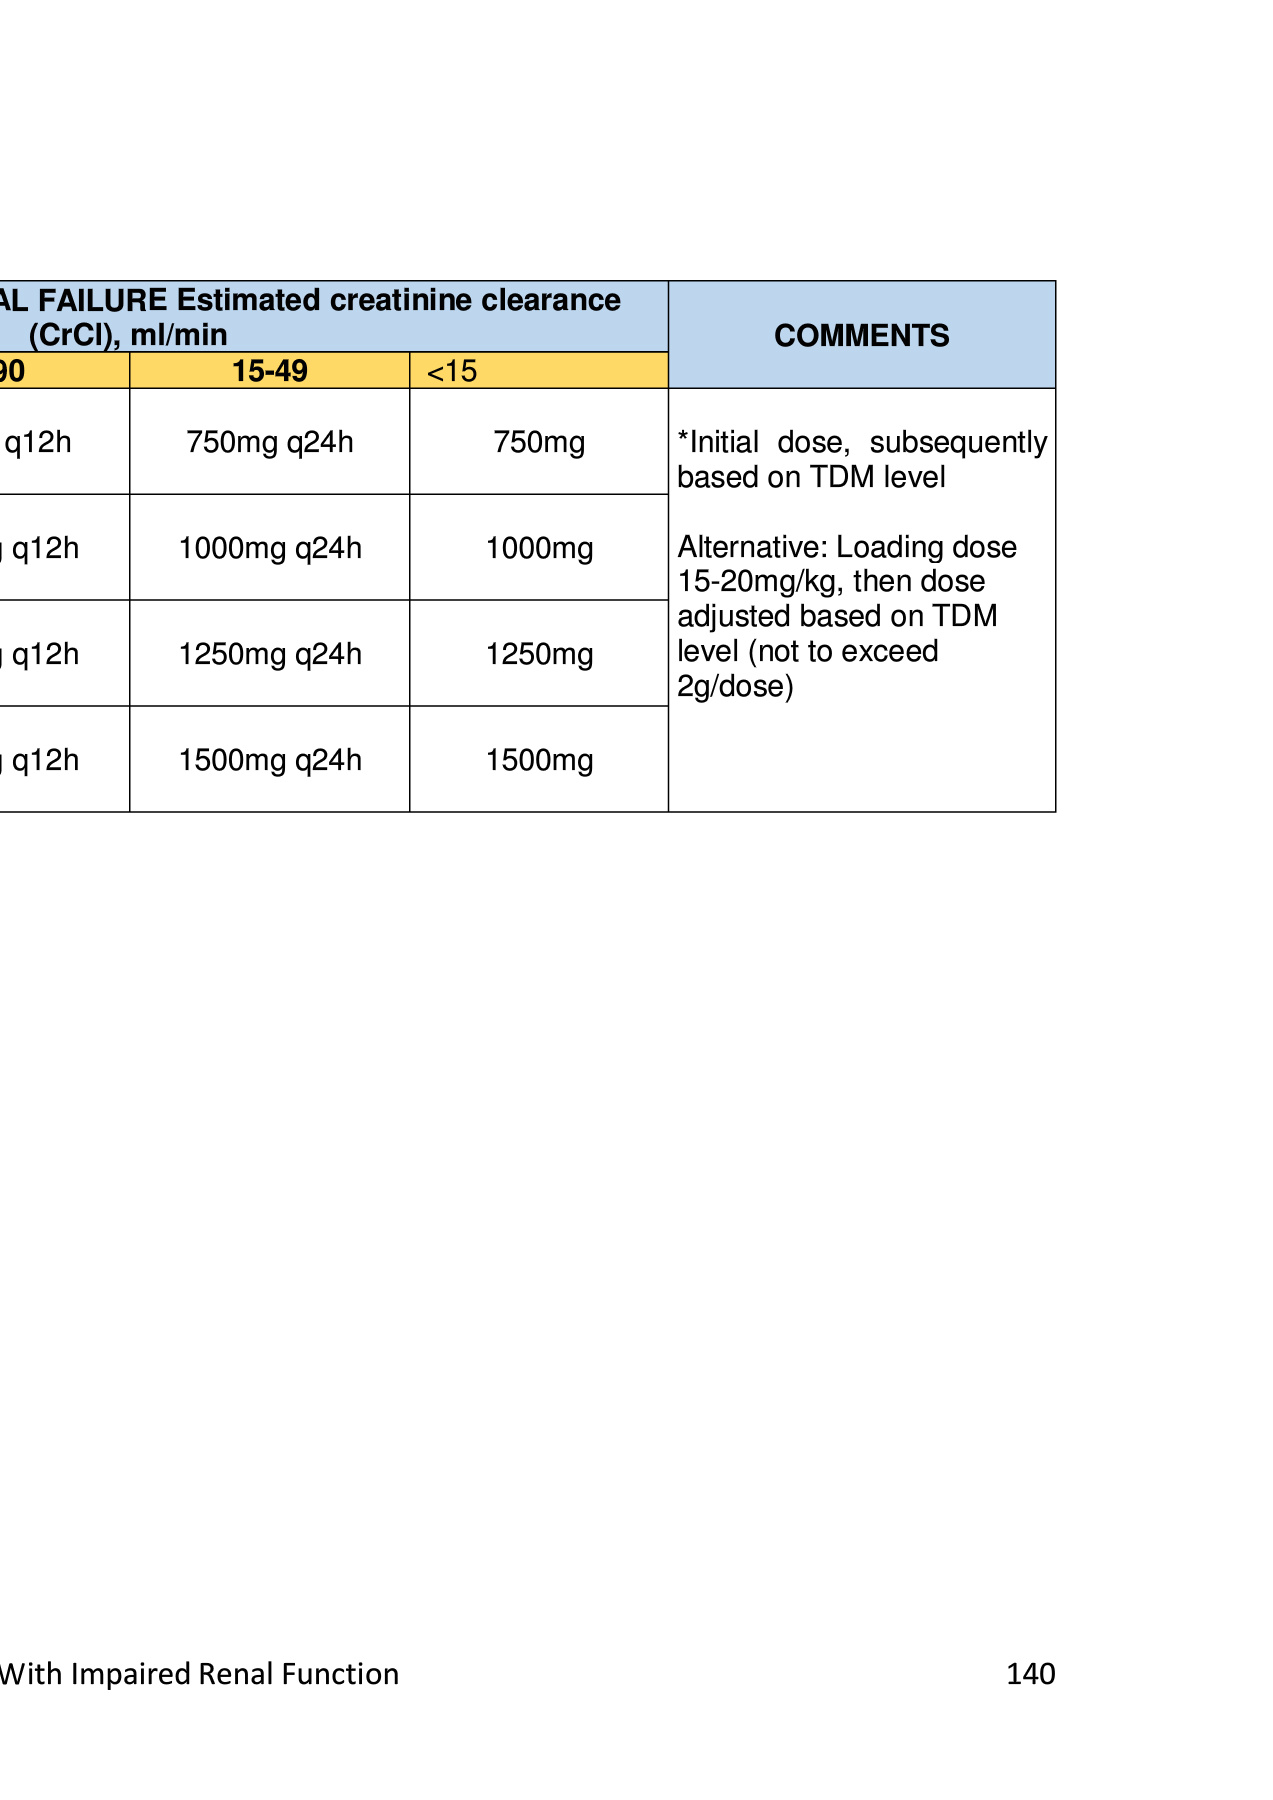 AL FAILURE Estimated creatinine clearance
(CrCl), ml/min
COMMENTS
90
15-49
<15
q12h
750mg q24h
750mg
*Initial dose, subsequently
based on TDM level
q12h
1000mg q24h
1000mg
Alternative: Loading dose
15-20mg/kg, then dose
adjusted based on TDM
level (not to exceed
2g/dose)
q12h
1250mg q24h
1250mg
q12h
1500mg q24h
1500mg
With Impaired Renal Function
140